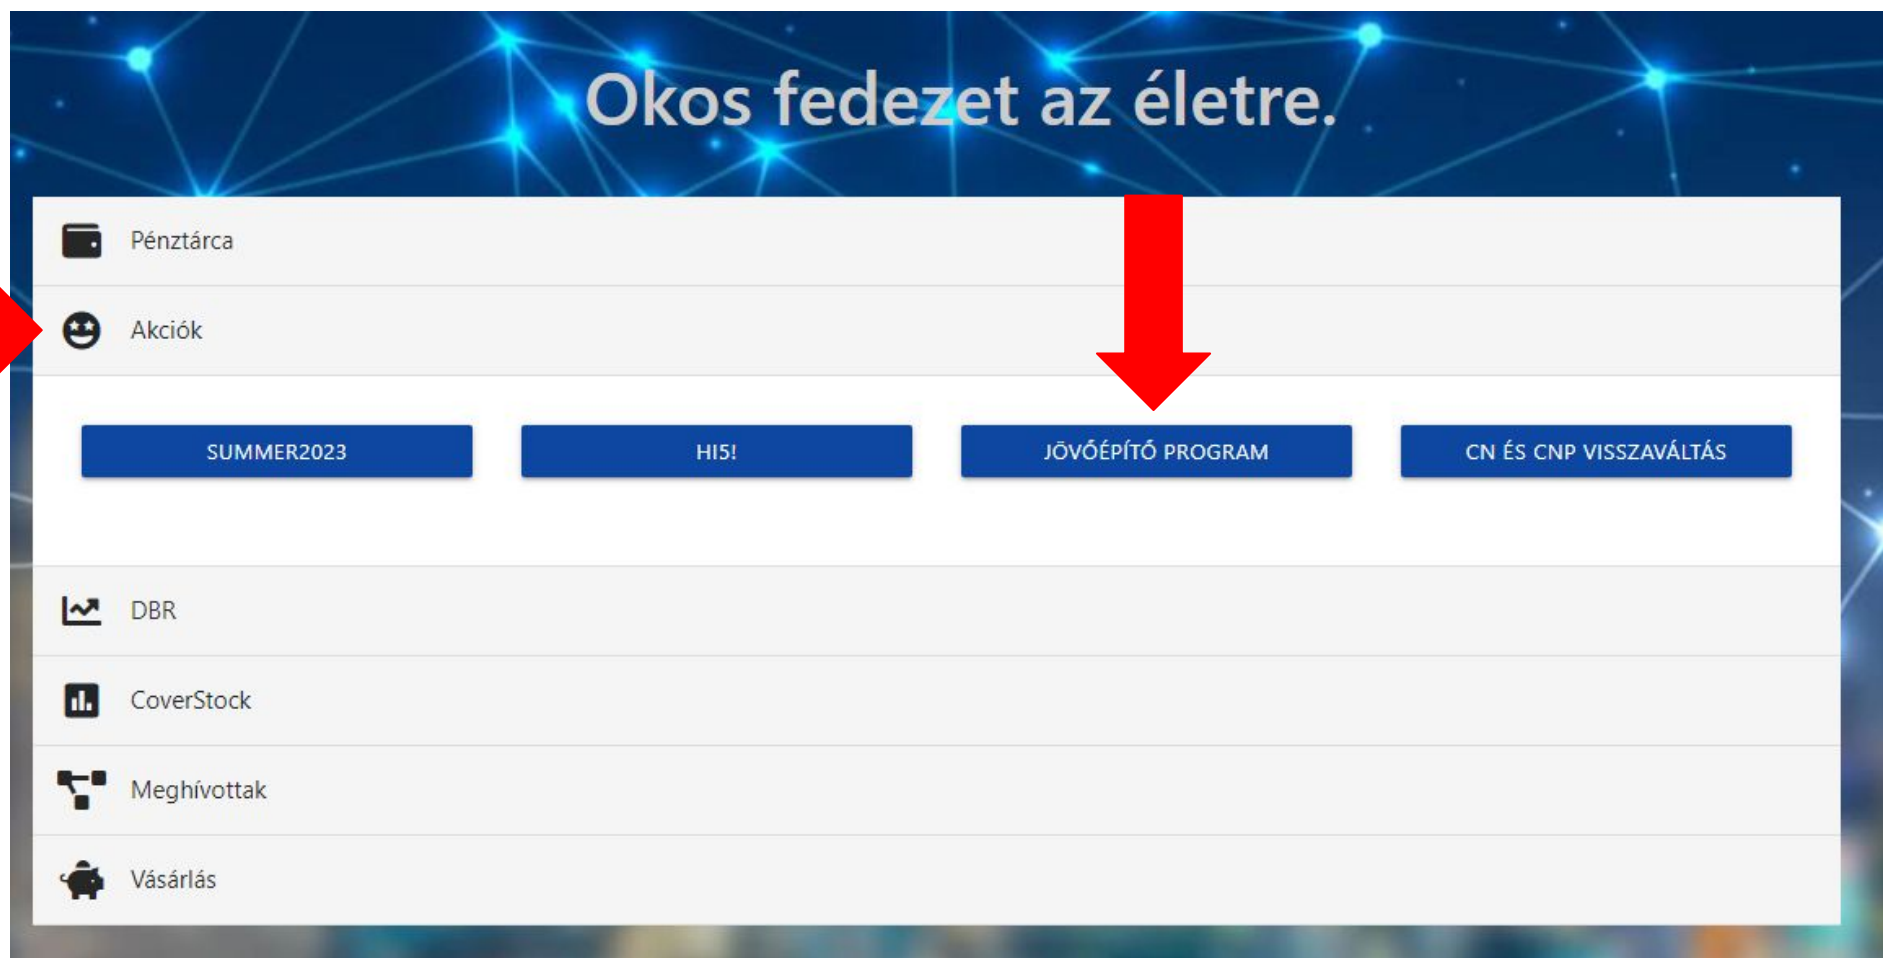 Okos fedezet az életre.
Pénztárca
Akciók
SUMMER2023
HI5!
JÖVŐÉPÍTŐ PROGRAM
CN ÉS CNP VISSZAVÁLTÁS
DBR
CoverStock
Meghívottak
Vásárlás